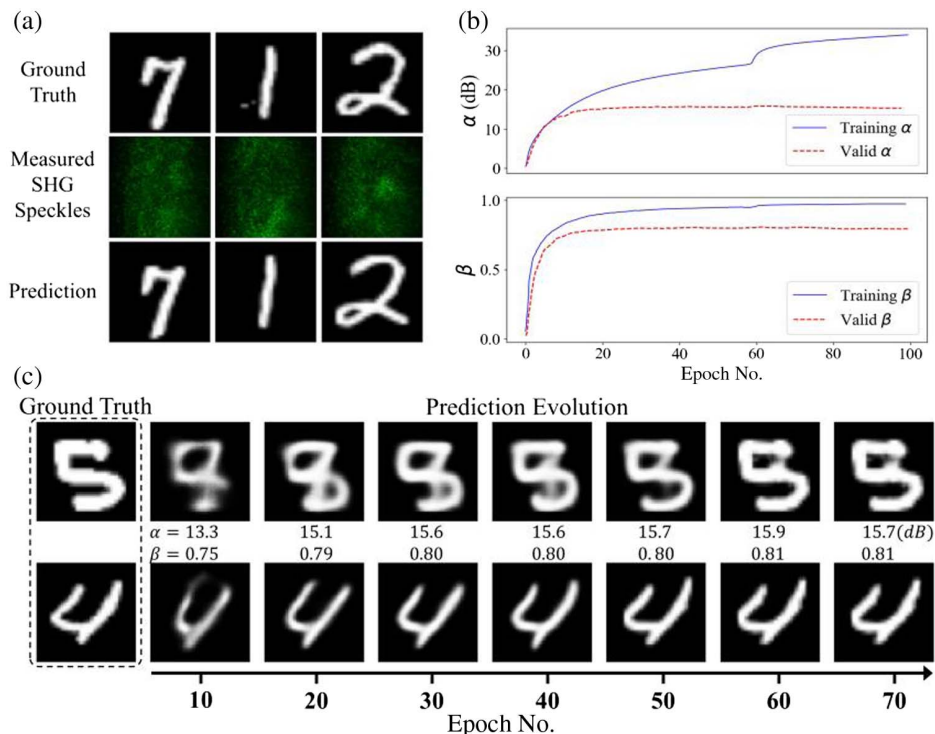 (a)
Ground
Truth
Measured
SHG
Speckles
Prediction
(b)
α (dB)
30
20
10
0
Training α
Valid α
β
1.0
0.5
0.0
Training β
Valid β
0 20 40 60 80 100
Epoch No.
(c)
Ground Truth Prediction Evolution
α = 13.3 15.1 15.6 15.6 15.7 15.9 15.7(dB)
β = 0.75 0.79 0.80 0.80 0.80 0.81 0.81
10 20 30 40 50 60 70
Epoch No.